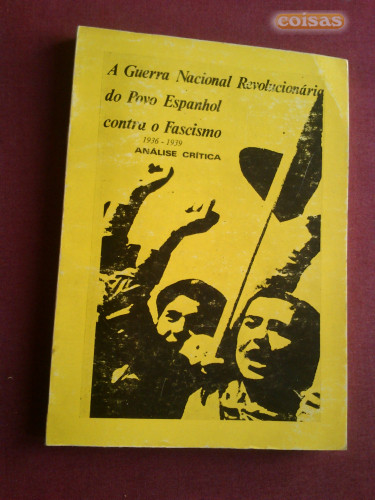 coisas
A Guerra Nacional Revolucionária
do Povo Espanhol
contra o Fascismo
1936 - 1939
ANÁLISE CRÍTICA